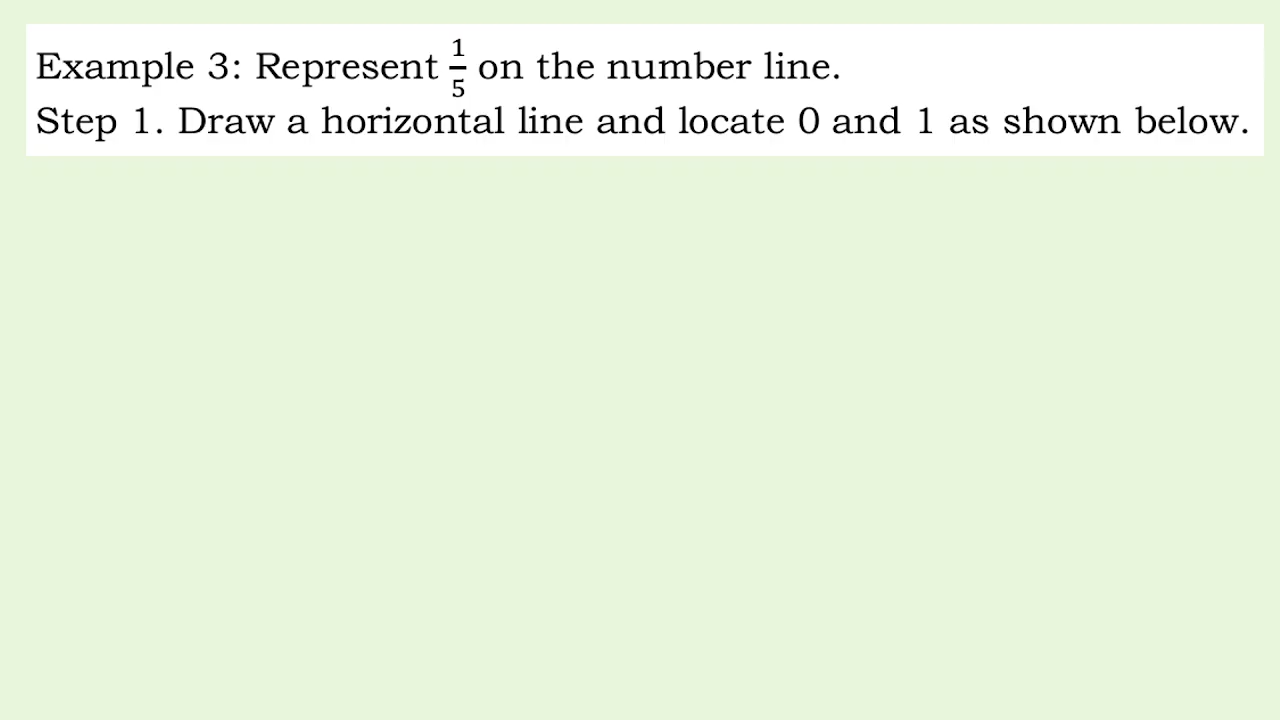 Example 3: Represent 1/5 on the number line.
Step 1. Draw a horizontal line and locate 0 and 1 as shown below.